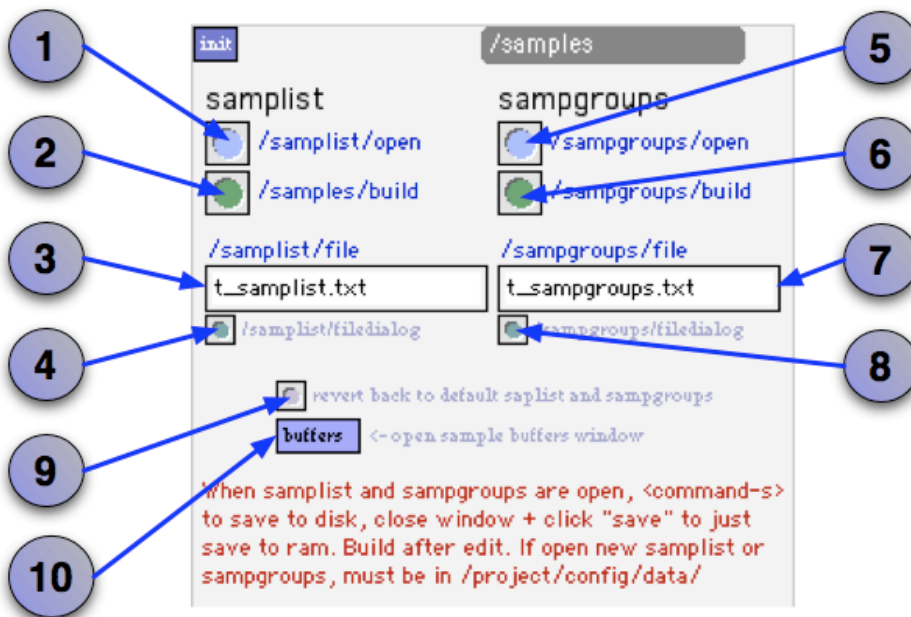 init
/samples
samplist
sampgroups
/samplist/open
/sampgroups/open
/samples/build
/sampgroups/build
/samplist/file
/sampgroups/file
t_samplist.txt
t_sampgroups.txt
/samplist/filedialog
/sampgroups/filedialog
revert back to default saplist and sampgroups
buffers
<-open sample buffers window
When samplist and sampgroups are open, <command-s>
to save to disk, close window + click "save" to just
save to ram. Build after edit. If open new samplist or
sampgroups, must be in /project/config/data/
1
2
3
4
5
6
7
8
9
10